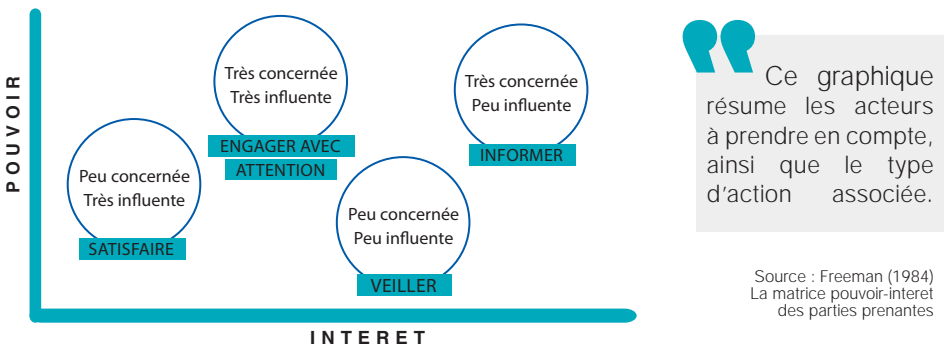 POUVOIR
Très concernée
Très influente
ENGAGER AVEC
ATTENTION
Très concernée
Peu influente
INFORMER
Peu concernée
Très influente
SATISFAIRE
Peu concernée
Peu influente
VEILLER
INTERET
Ce graphique
résume les acteurs
à prendre en compte,
ainsi que le type
d'action associée.
Source : Freeman (1984)
La matrice pouvoir-interet
des parties prenantes